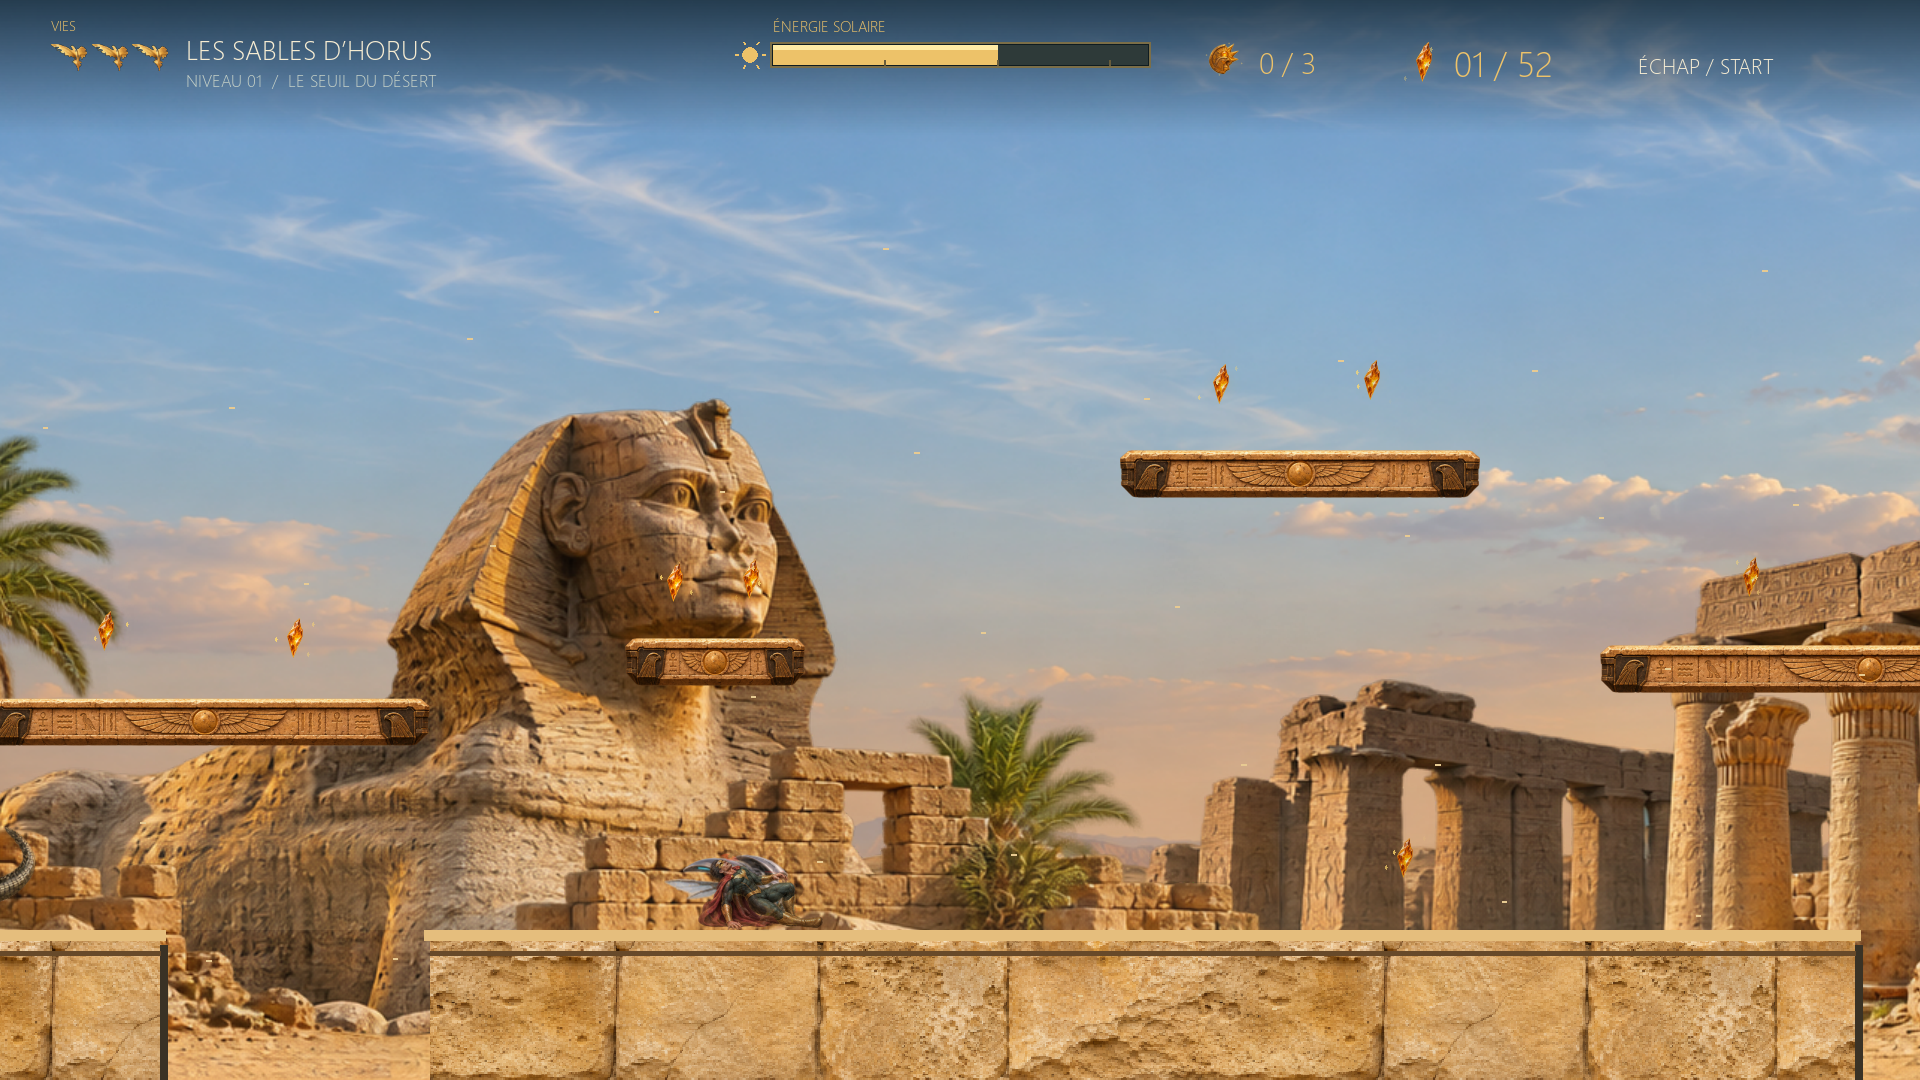 VIES
LES SABLES D’HORUS
NIVEAU 01 / LE SEUIL DU DÉSERT
ÉNERGIE SOLAIRE
0 / 3
01 / 52
ÉCHAP / START